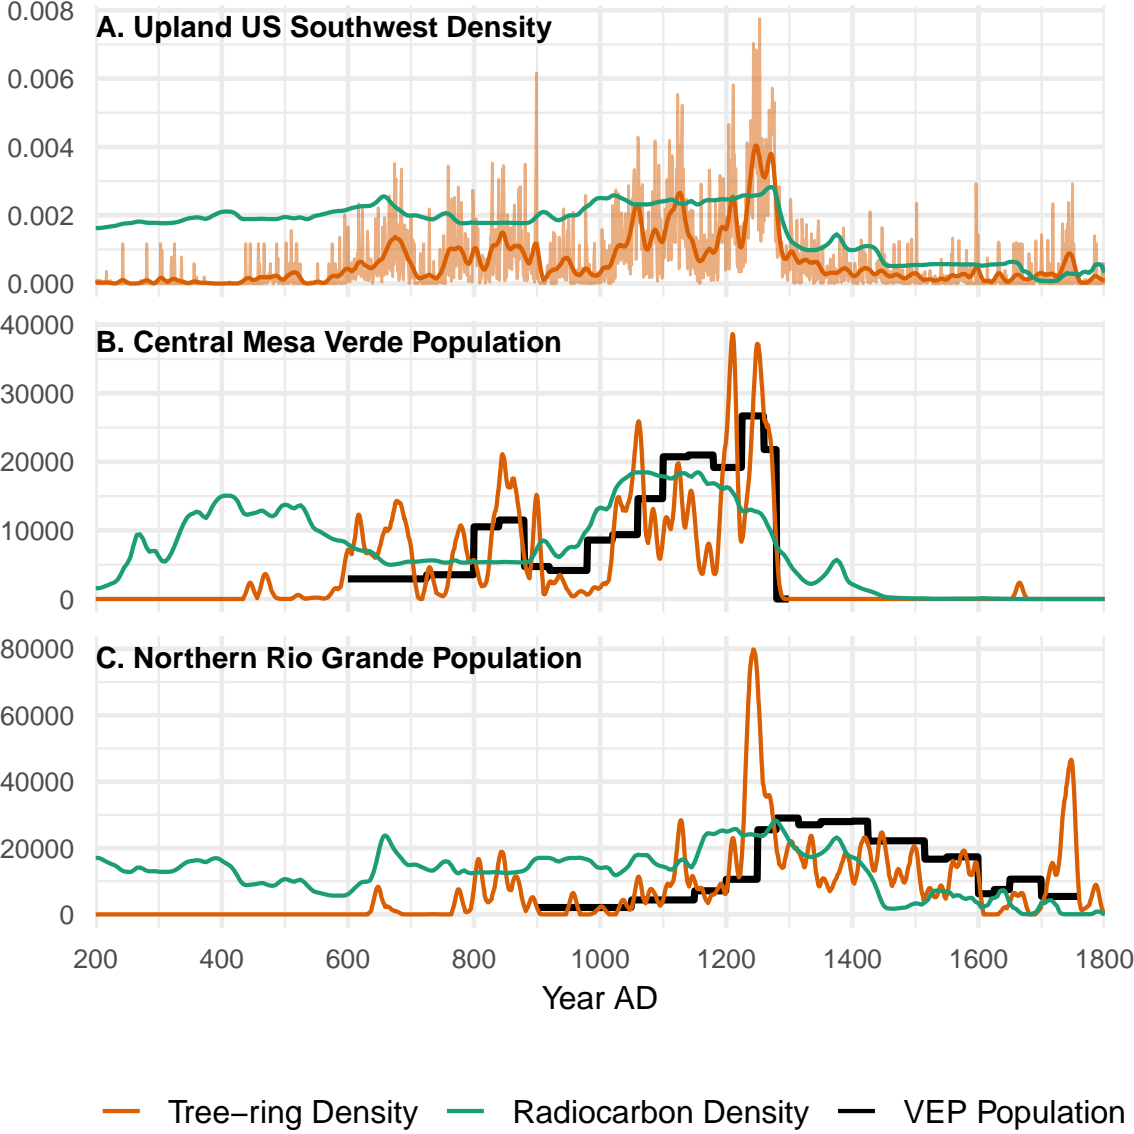 A. Upland US Southwest Density
0.008
0.006
0.004
0.002
0.000
B. Central Mesa Verde Population
40000
30000
20000
10000
0
C. Northern Rio Grande Population
80000
60000
40000
20000
0
200 400 600 800 1000 1200 1400 1600 1800
Year AD
Tree−ring Density Radiocarbon Density VEP Population